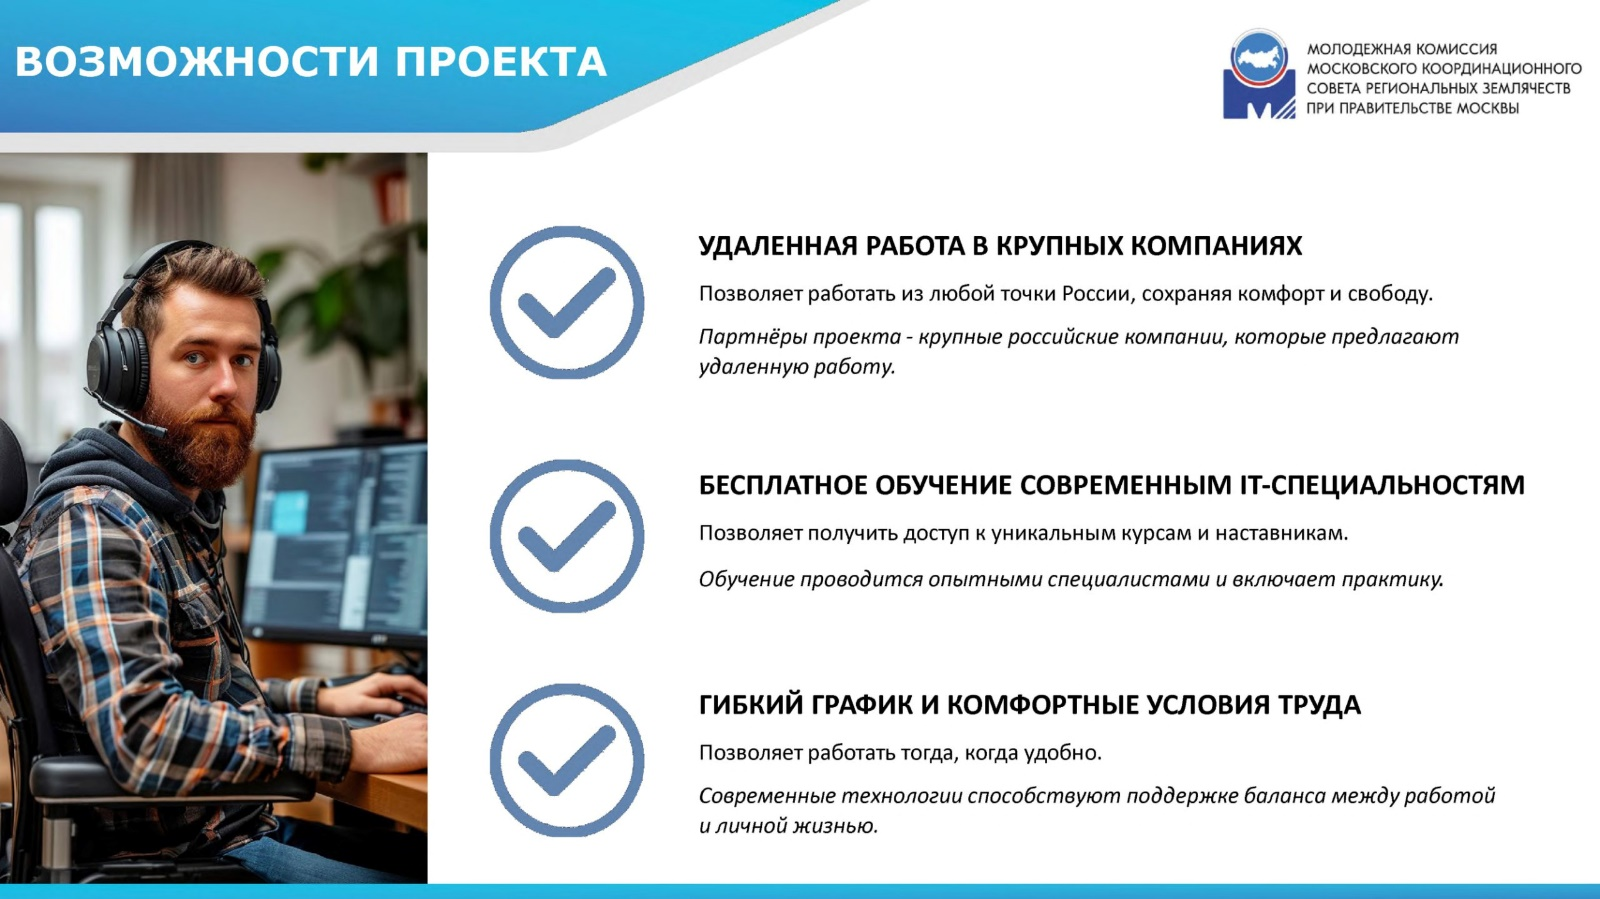 ВОЗМОЖНОСТИ ПРОЕКТА
МОЛОДЕЖНАЯ КОМИССИЯ
МОСКОВСКОГО КООРДИНАЦИОННОГО
СОВЕТА РЕГИОНАЛЬНЫХ ЗЕМЛЯЧЕСТВ
ПРИ ПРАВИТЕЛЬСТВЕ МОСКВЫ
УДАЛЕННАЯ РАБОТА В КРУПНЫХ КОМПАНИЯХ
Позволяет работать из любой точки России, сохраняя комфорт и свободу.
Партнёры проекта - крупные российские компании, которые предлагают
удаленную работу.
БЕСПЛАТНОЕ ОБУЧЕНИЕ СОВРЕМЕННЫМ IT-СПЕЦИАЛЬНОСТЯМ
Позволяет получить доступ к уникальным курсам и наставникам.
Обучение проводится опытными специалистами и включает практику.
ГИБКИЙ ГРАФИК И КОМФОРТНЫЕ УСЛОВИЯ ТРУДА
Позволяет работать тогда, когда удобно.
Современные технологии способствуют поддержке баланса между работой
и личной жизнью.